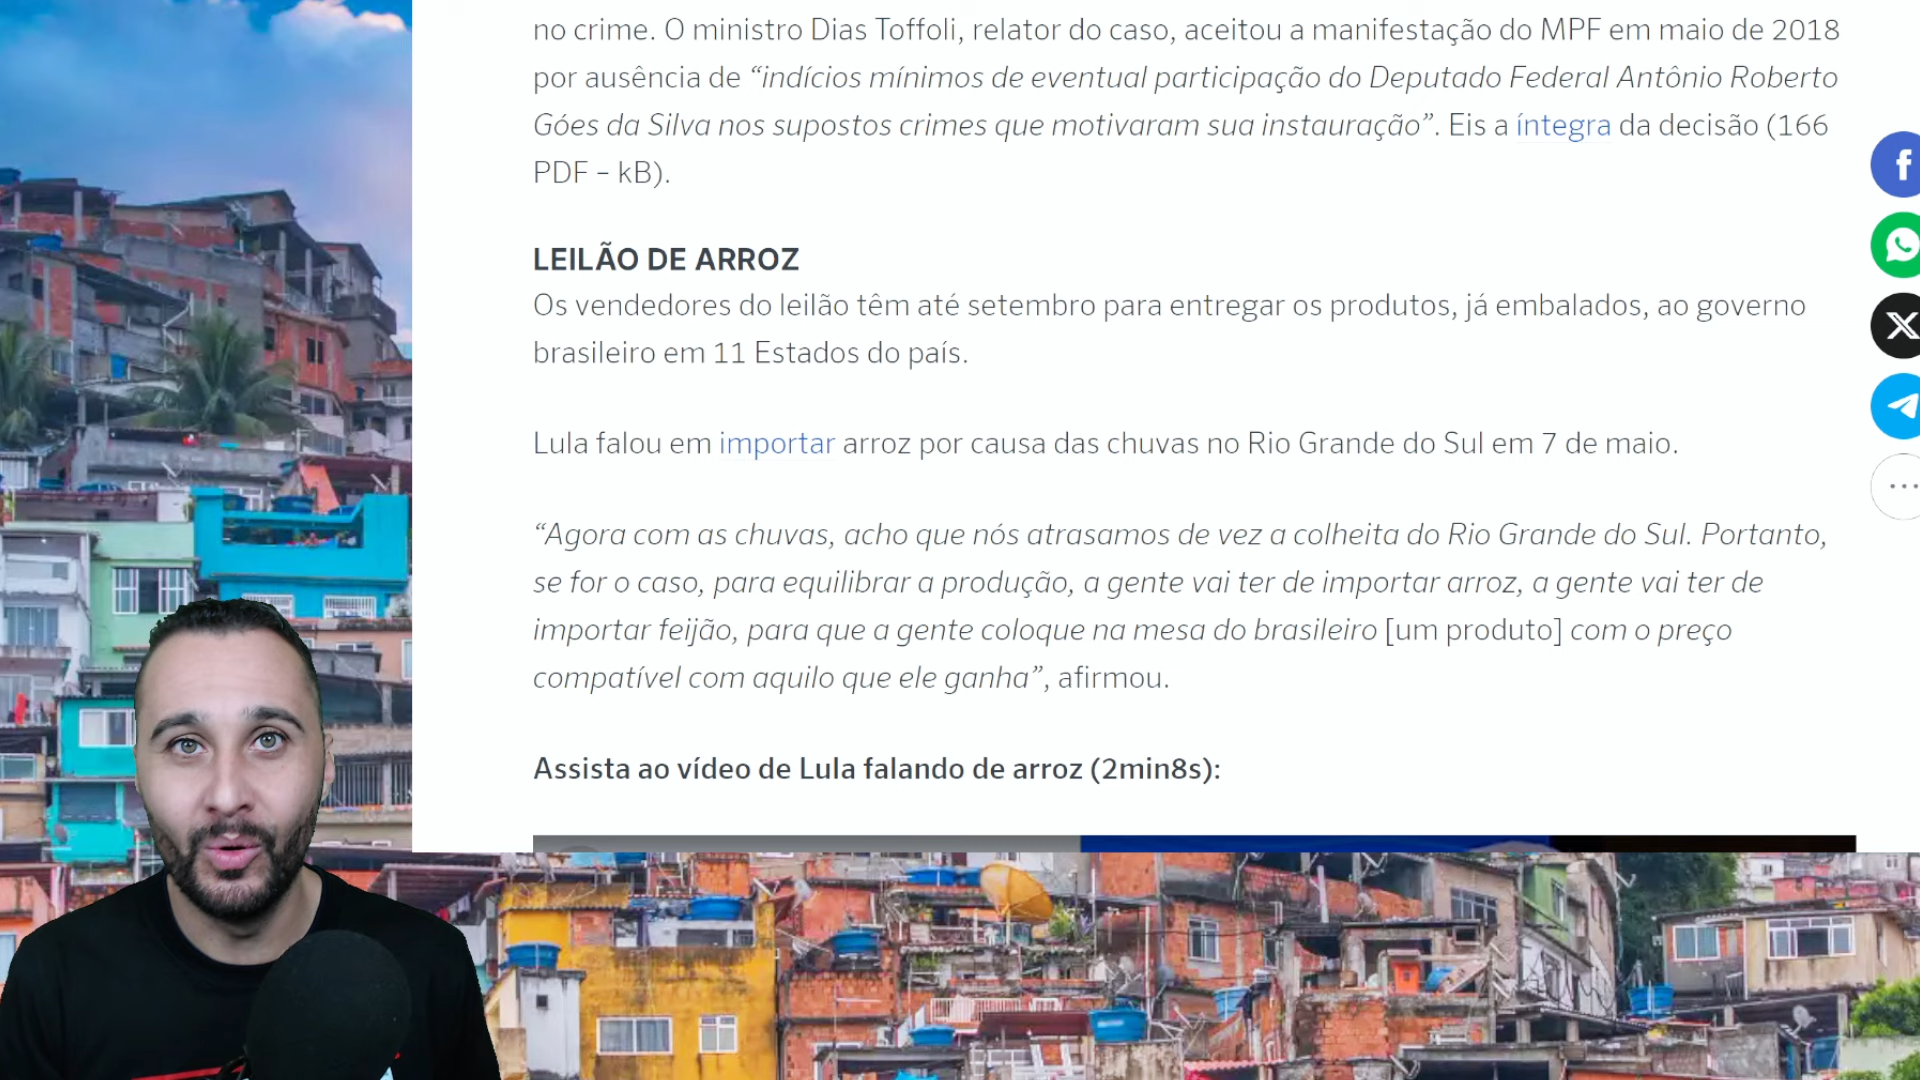 no crime. O ministro Dias Toffoli, relator do caso, aceitou a manifestação do MPF em maio de 2018
por ausência de “indícios mínimos de eventual participação do Deputado Federal Antônio Roberto
Góes da Silva nos supostos crimes que motivaram sua instauração”. Eis a íntegra da decisão (166
PDF – kB).
LEILÃO DE ARROZ
Os vendedores do leilão têm até setembro para entregar os produtos, já embalados, ao governo
brasileiro em 11 Estados do país.
Lula falou em importar arroz por causa das chuvas no Rio Grande do Sul em 7 de maio.
“Agora com as chuvas, acho que nós atrasamos de vez a colheita do Rio Grande do Sul. Portanto,
se for o caso, para equilibrar a produção, a gente vai ter de importar arroz, a gente vai ter de
importar feijão, para que a gente coloque na mesa do brasileiro [um produto] com o preço
compatível com aquilo que ele ganha”, afirmou.
Assista ao vídeo de Lula falando de arroz (2min8s):